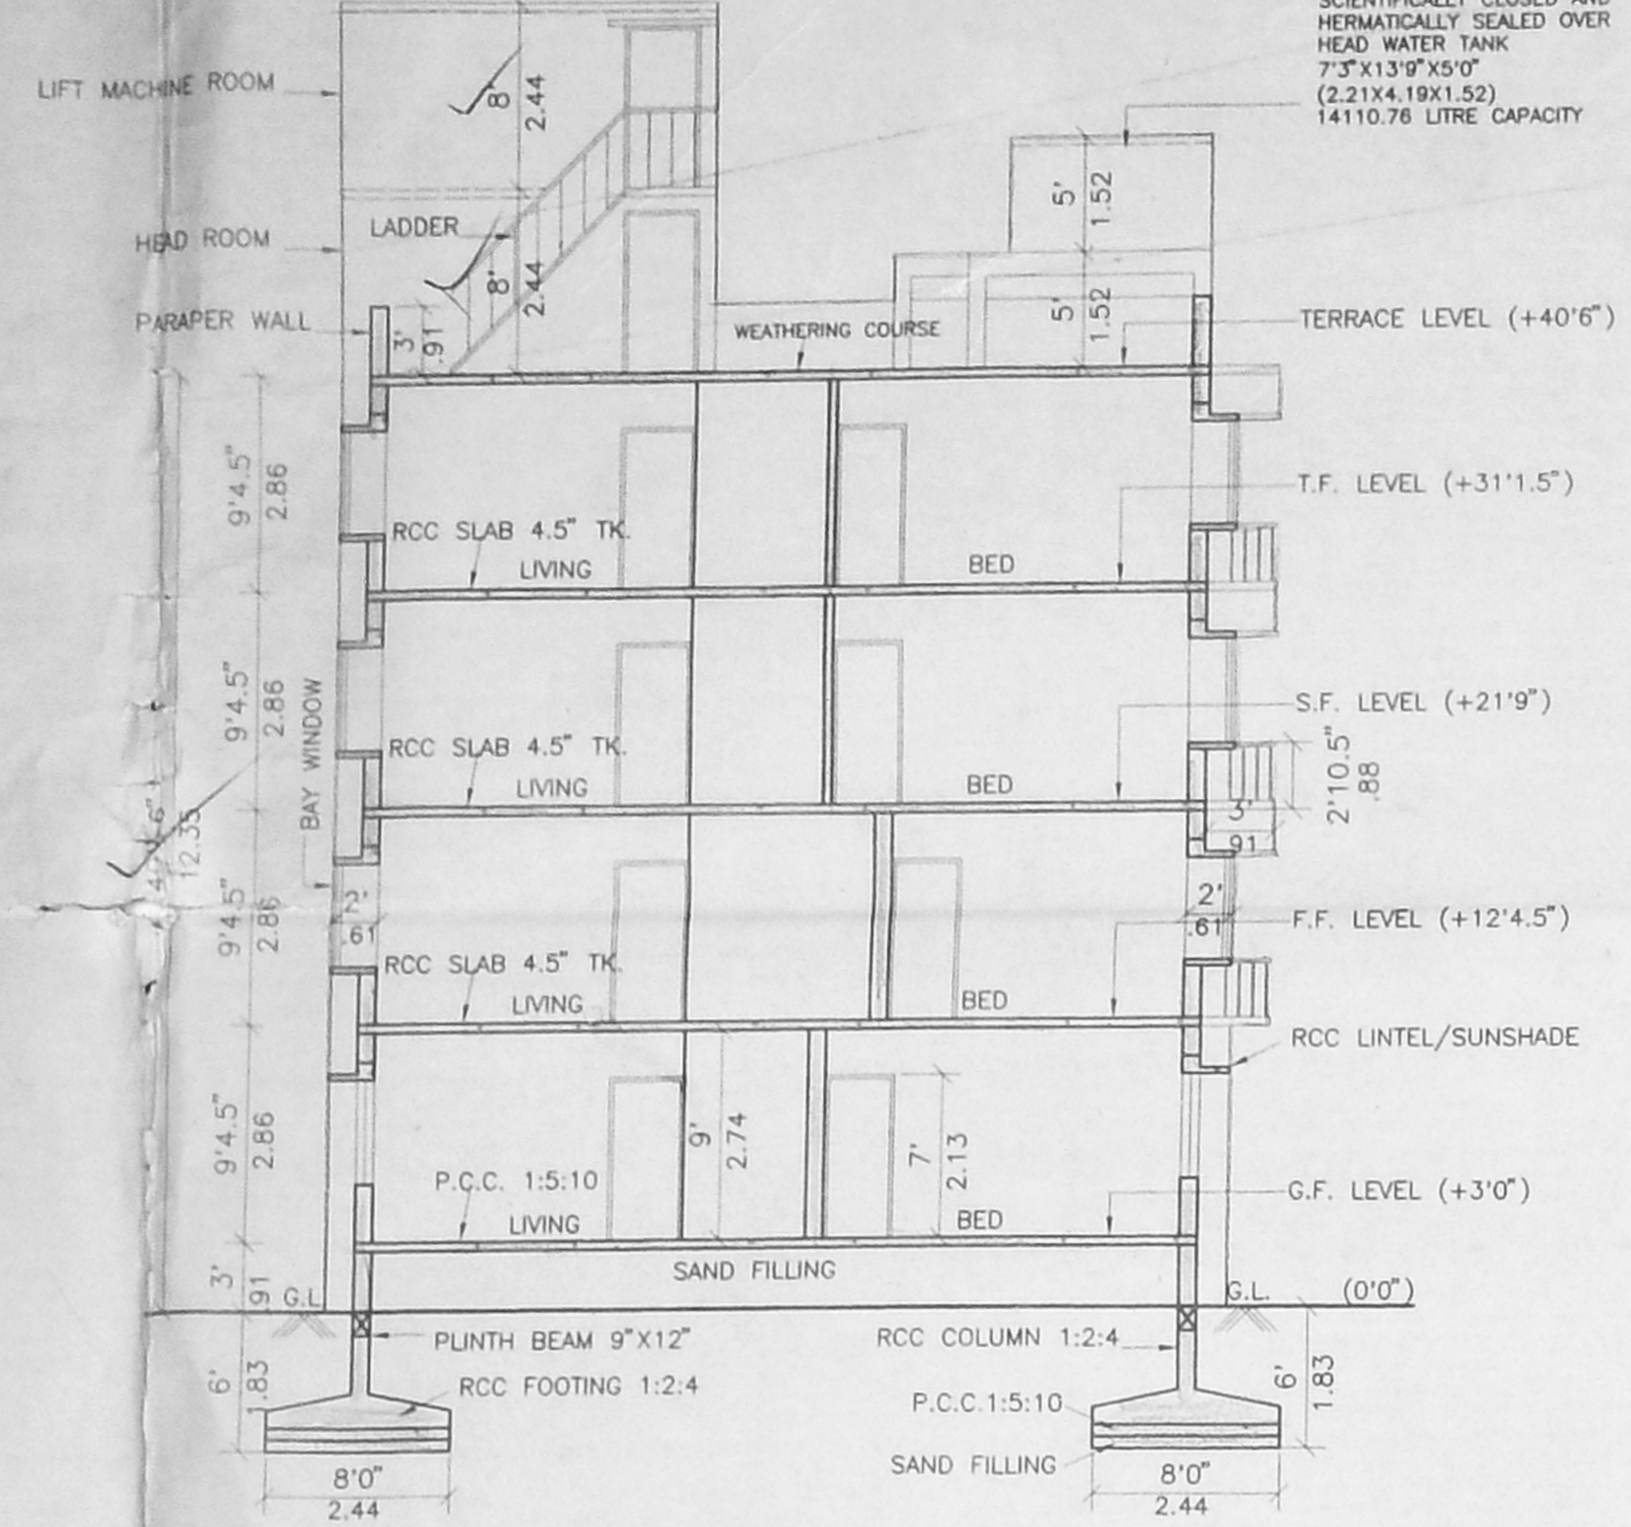 SCIENTIFICALLY CLOSED AND
HERMATICALLY SEALED OVER
HEAD WATER TANK
7'3"X13'9"X5'0"
(2.21X4.19X1.52)
14110.76 LITRE CAPACITY
LIFT MACHINE ROOM
8'
2.44
LADDER
HEAD ROOM
8'
2.44
5'
1.52
PARAPER WALL
3'
.91
WEATHERING COURSE
5'
1.52
TERRACE LEVEL (+40'6")
9'4.5"
2.86
RCC SLAB 4.5" TK.
LIVING
BED
T.F. LEVEL (+31'1.5")
9'4.5"
2.86
BAY WINDOW
RCC SLAB 4.5" TK.
LIVING
BED
S.F. LEVEL (+21'9")
2'10.5"
.88
3'
.91
12.35
9'4.5"
2.86
2'
.61
RCC SLAB 4.5" TK.
LIVING
BED
2'
.61
F.F. LEVEL (+12'4.5")
RCC LINTEL/SUNSHADE
9'4.5"
2.86
9'
2.74
7'
2.13
P.C.C. 1:5:10
LIVING
BED
G.F. LEVEL (+3'0")
SAND FILLING
3'
.91
G.L.
G.L.
(0'0")
PLINTH BEAM 9"X12"
RCC COLUMN 1:2:4
6'
1.83
RCC FOOTING 1:2:4
P.C.C.1:5:10
6'
1.83
SAND FILLING
8'0"
2.44
8'0"
2.44